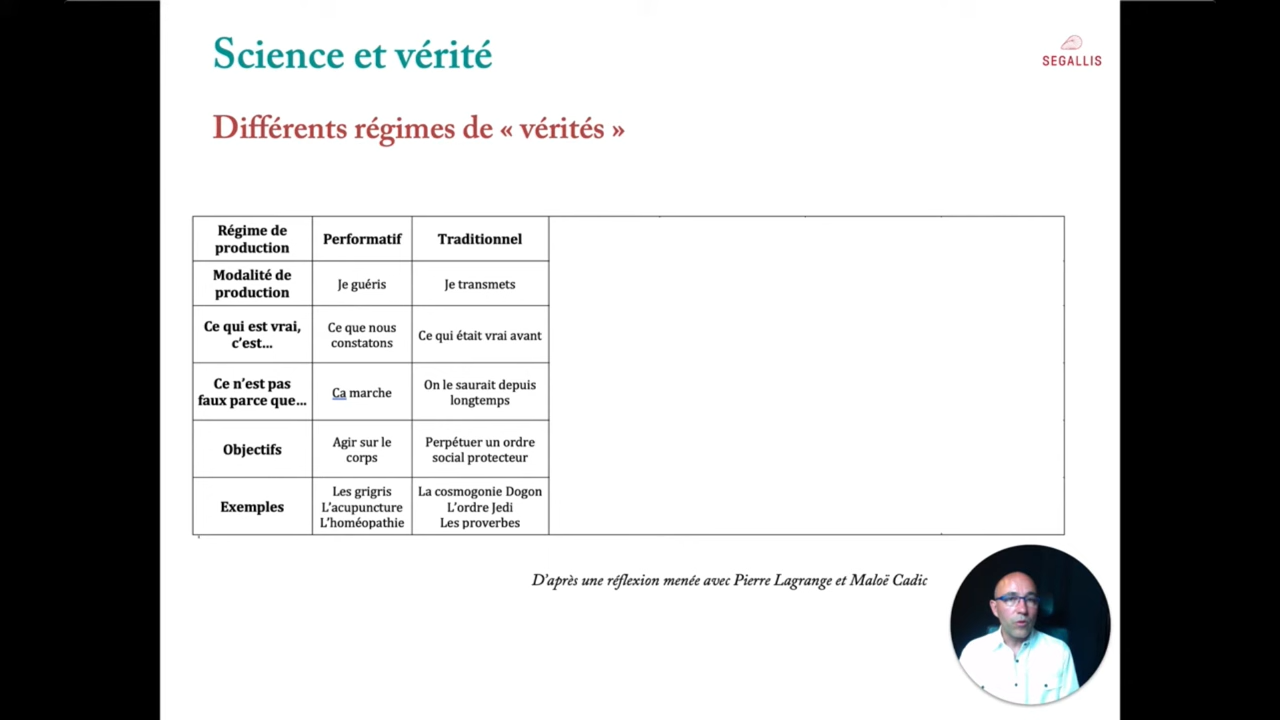 Science et vérité
SEGALLIS
Différents régimes de « vérités »
Régime de
production
Performatif
Traditionnel
Modalité de
production
Je guéris
Je transmets
Ce qui est vrai,
c’est…
Ce que nous
constatons
Ce qui était vrai avant
Ce n’est pas
faux parce que…
Ca marche
On le saurait depuis
longtemps
Objectifs
Agir sur le
corps
Perpétuer un ordre
social protecteur
Exemples
Les grigris
L’acupuncture
L’homéopathie
La cosmogonie Dogon
L’ordre Jedi
Les proverbes
D’après une réflexion menée avec Pierre Lagrange et Maloë Cadic